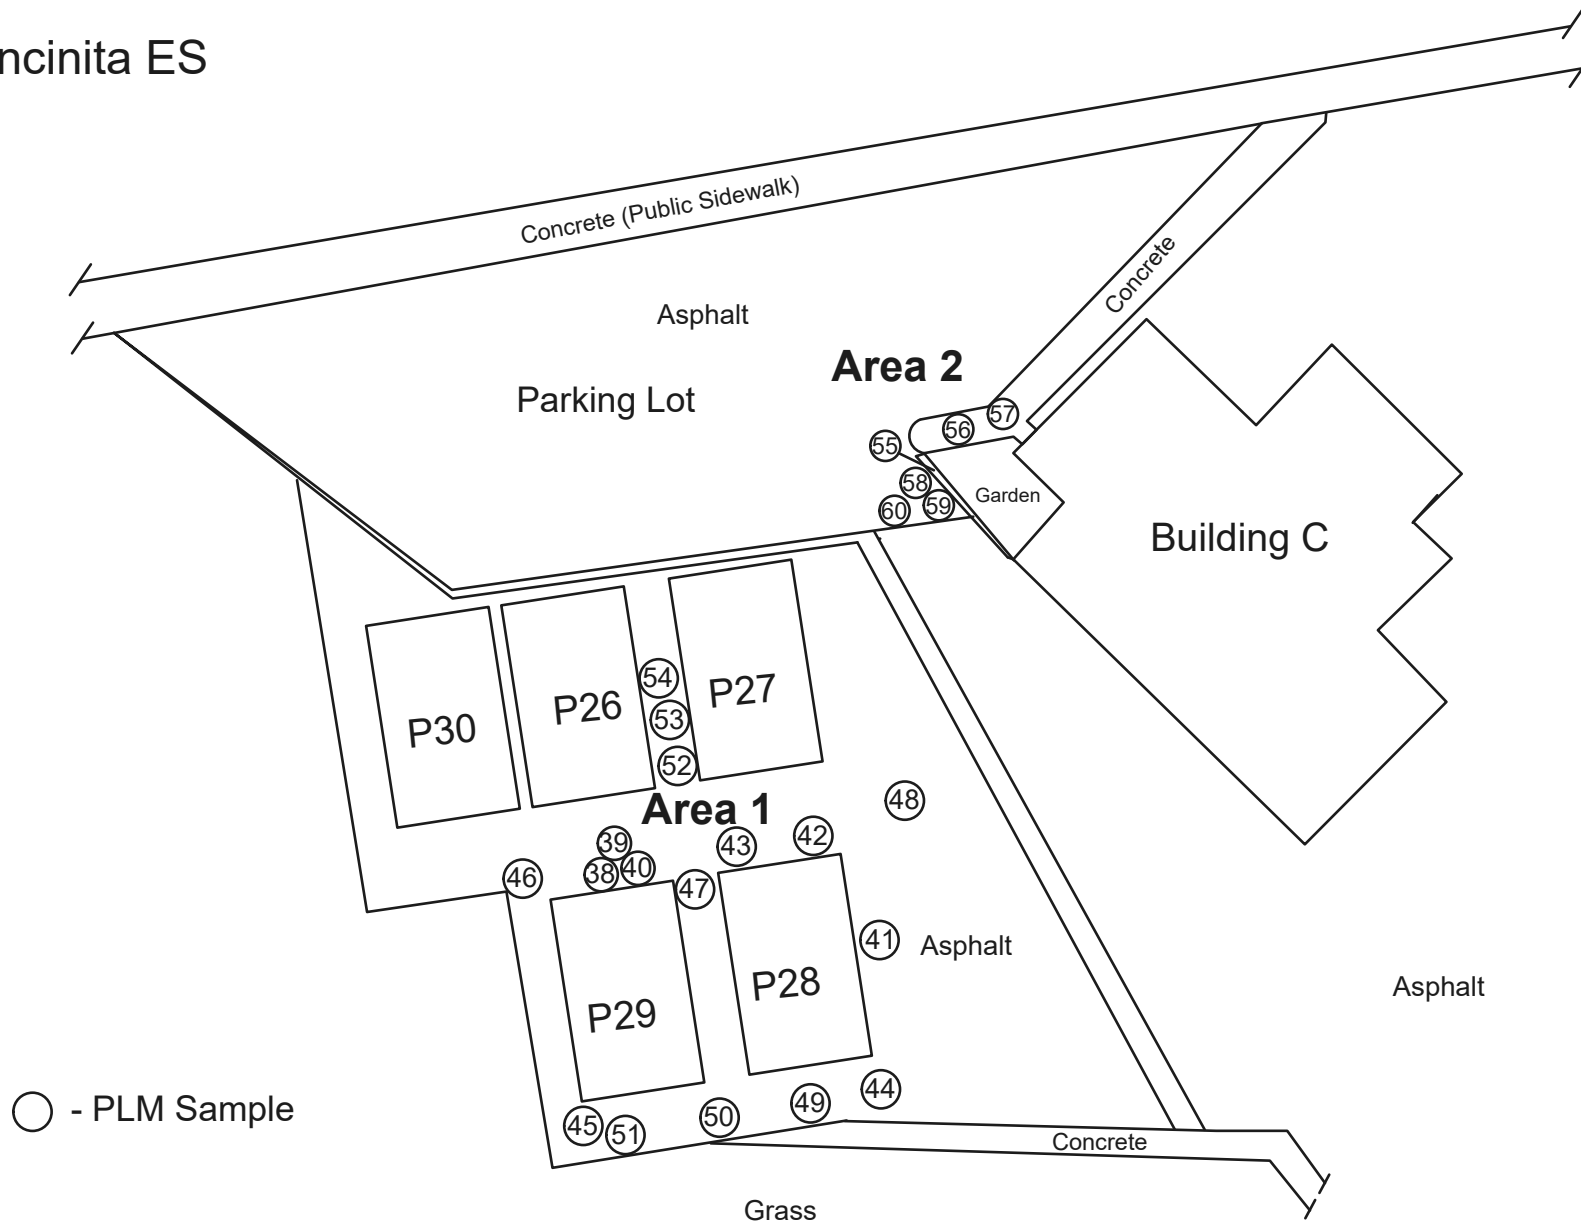 ncinita ES
Concrete (Public Sidewalk)
Concrete
Asphalt
Area 2
Parking Lot
57
56
55
58
59
60
Garden
Building C
54
53
52
P27
P26
P30
Area 1
48
42
43
39
40
38
46
47
41
Asphalt
P28
P29
Asphalt
44
49
50
45
51
- PLM Sample
Concrete
Grass